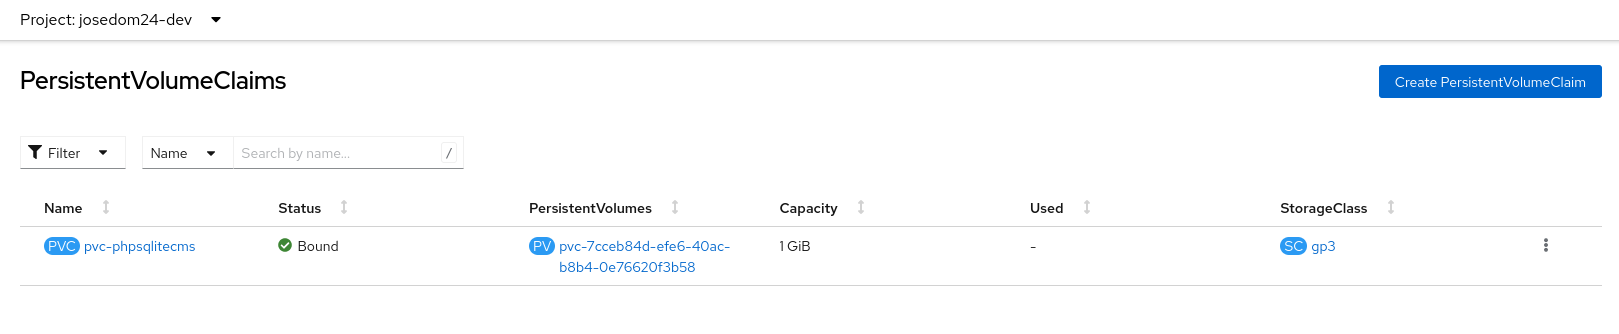 Project: josedom24-dev
PersistentVolumeClaims
Create PersistentVolumeClaim
Filter
Name
Search by name...
/
Name Status PersistentVolumes Capacity Used StorageClass
PVC pvc-phpsqlitecms Bound PV pvc-7cceb84d-efe6-40ac- 1 GiB - SC gp3
b8b4-0e76620f3b58